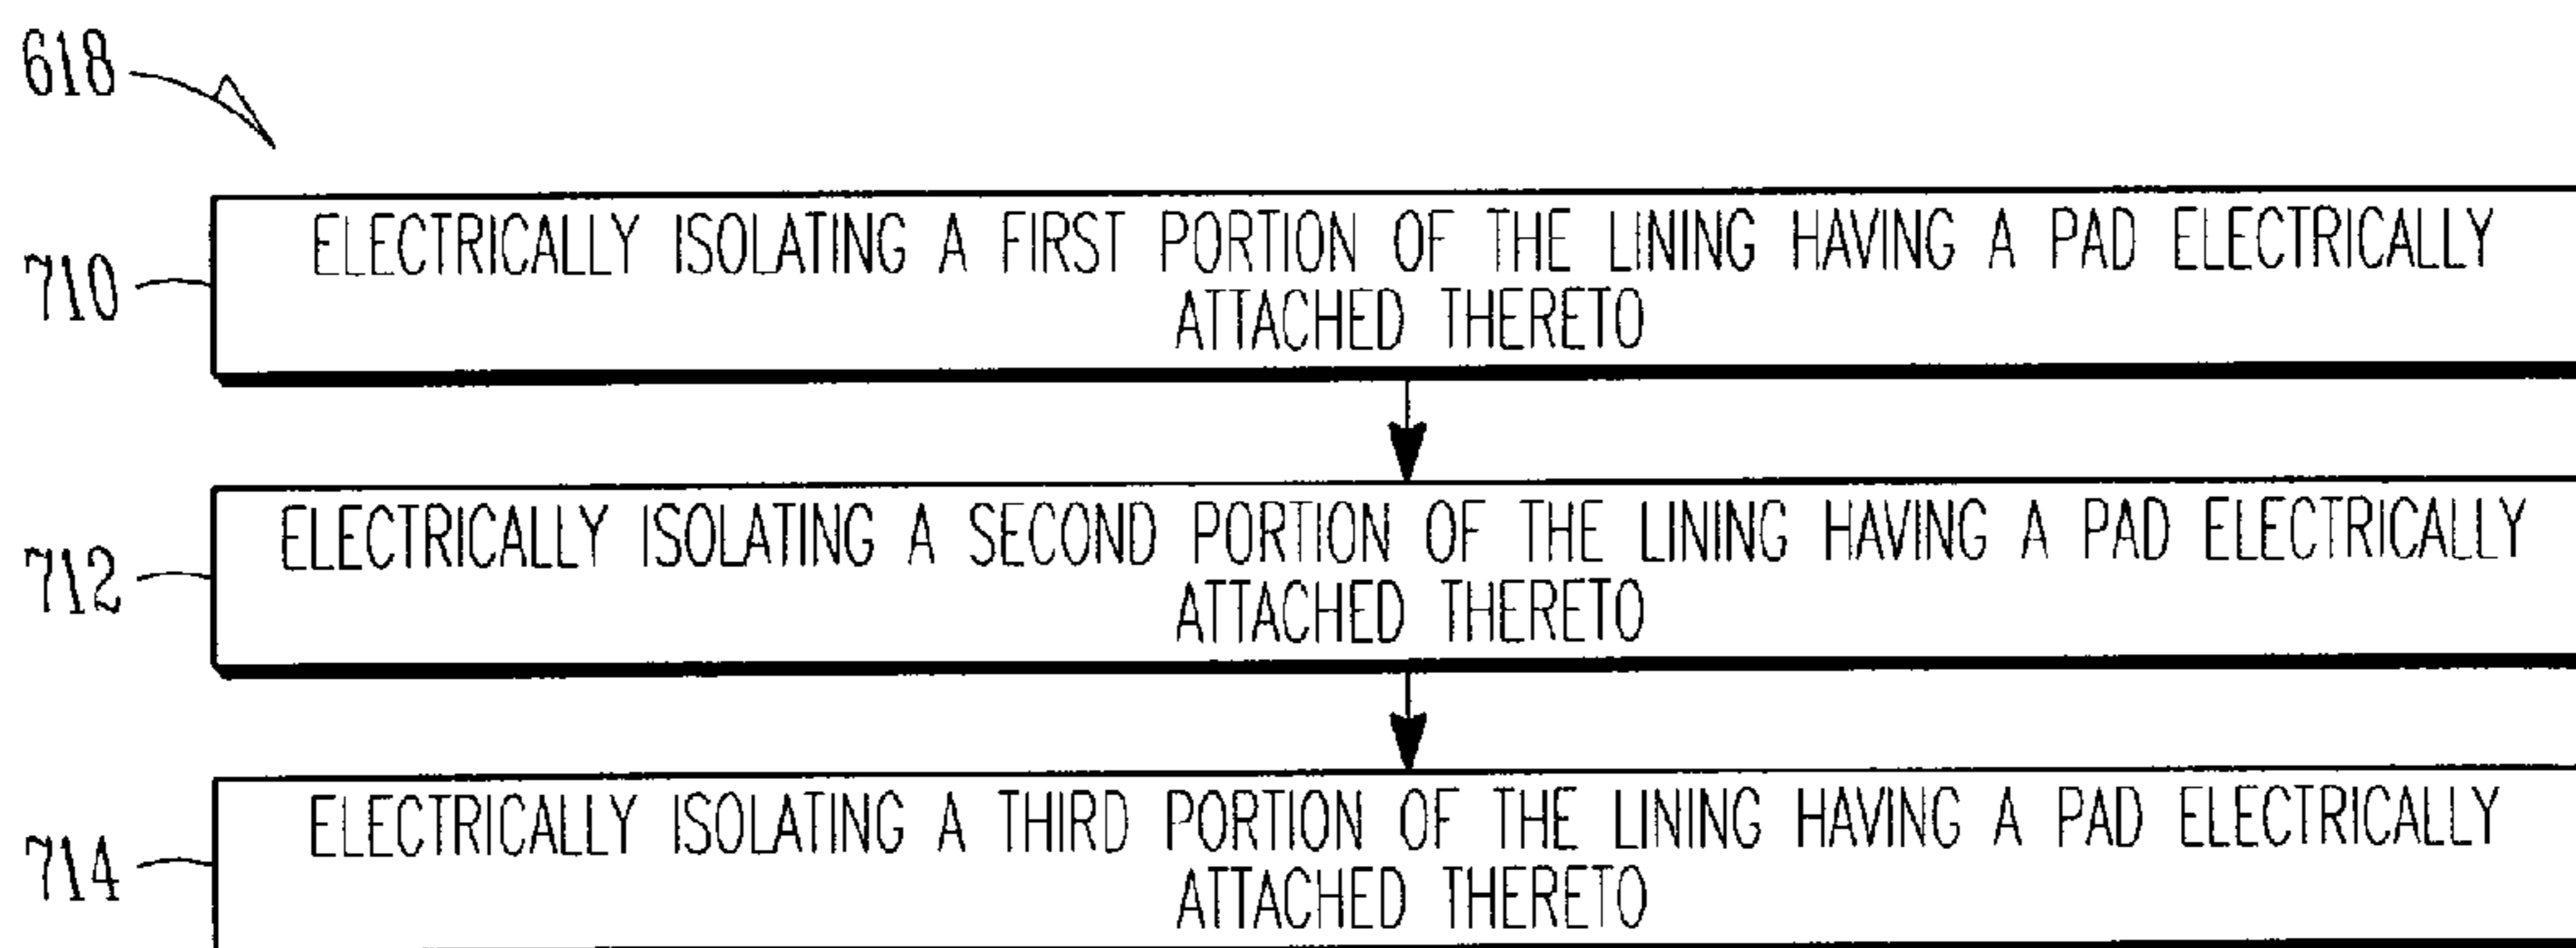 618
710
ELECTRICALLY ISOLATING A FIRST PORTION OF THE LINING HAVING A PAD ELECTRICALLY
ATTACHED THERETO
712
ELECTRICALLY ISOLATING A SECOND PORTION OF THE LINING HAVING A PAD ELECTRICALLY
ATTACHED THERETO
714
ELECTRICALLY ISOLATING A THIRD PORTION OF THE LINING HAVING A PAD ELECTRICALLY
ATTACHED THERETO